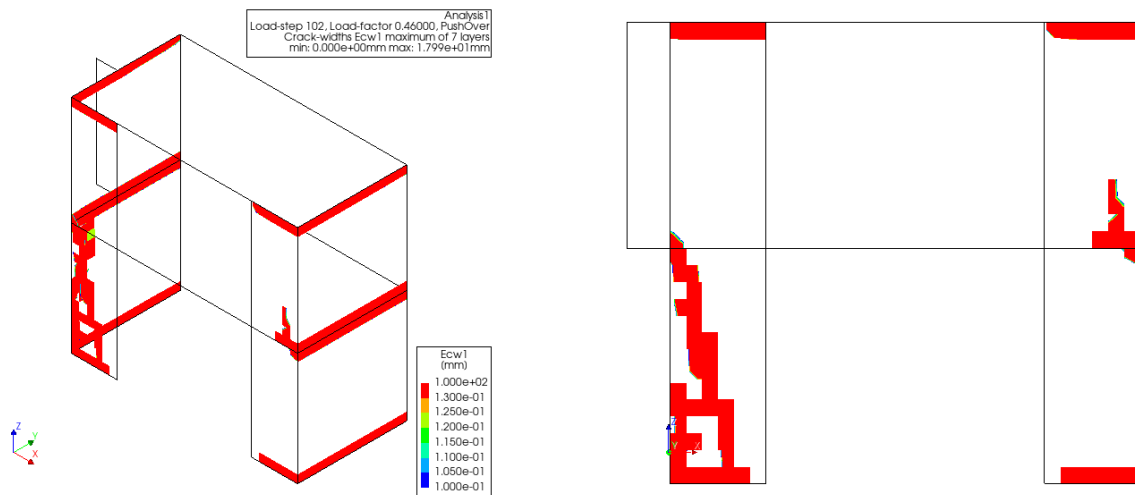 Analysis1
Load-step 102, Load-factor 0.46000, PushOver
Crack-widths Ecw1 maximum of 7 layers
min: 0.000e+00mm max: 1.799e+01mm
Ecw1
(mm)
1.000e+02
1.300e-01
1.250e-01
1.200e-01
1.150e-01
1.100e-01
1.050e-01
1.000e-01
Z
Y
X
Z
Y
X